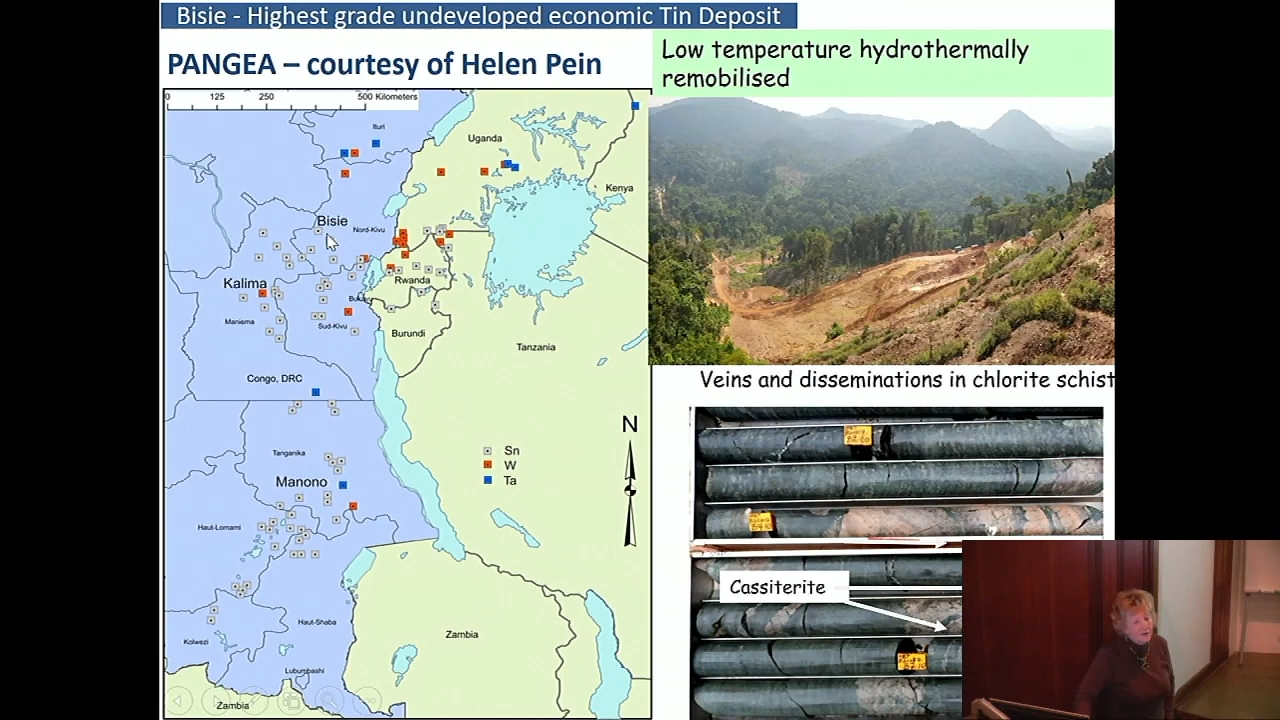 Bisie - Highest grade undeveloped economic Tin Deposit
PANGEA – courtesy of Helen Pein
Low temperature hydrothermally
remobilised
0 125 250 500 Kilometers
Ituri
Uganda
Kenya
Bisie
Nord-Kivu
Kalima
Rwanda
Maniema
Sud-Kivu
Burundi
Tanzania
Congo, DRC
Veins and disseminations in chlorite schist
N
Sn
W
Ta
Tanganika
Manono
Haut-Lomami
Cassiterite
Haut-Shaba
Kolwezi
Zambia
Lubumbashi
Zambia